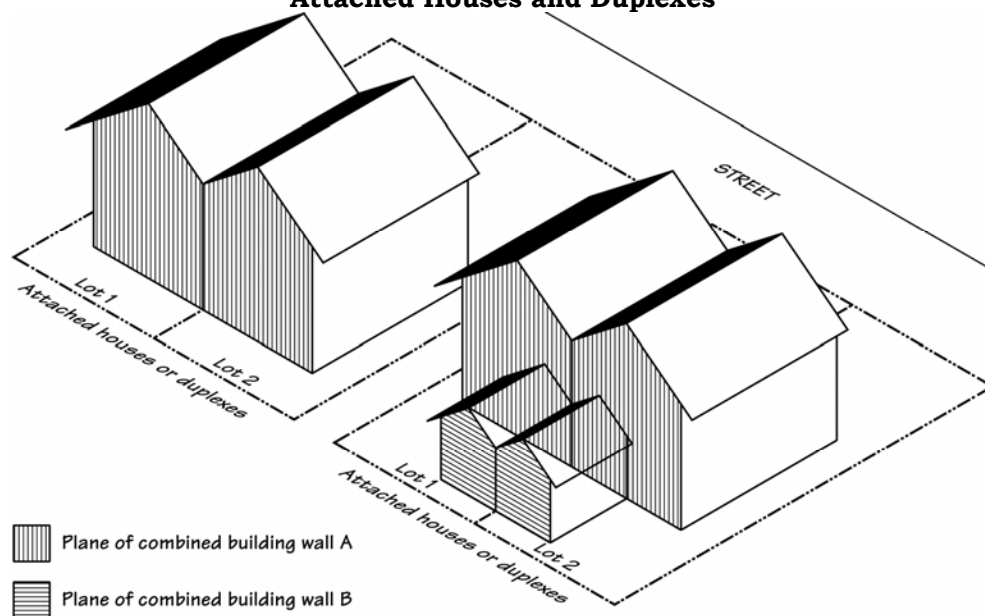 Attached Houses and Duplexes
STREET
Lot 1
Lot 2
Attached houses or duplexes
Lot 1
Lot 2
Attached houses or duplexes
Plane of combined building wall A
Plane of combined building wall B